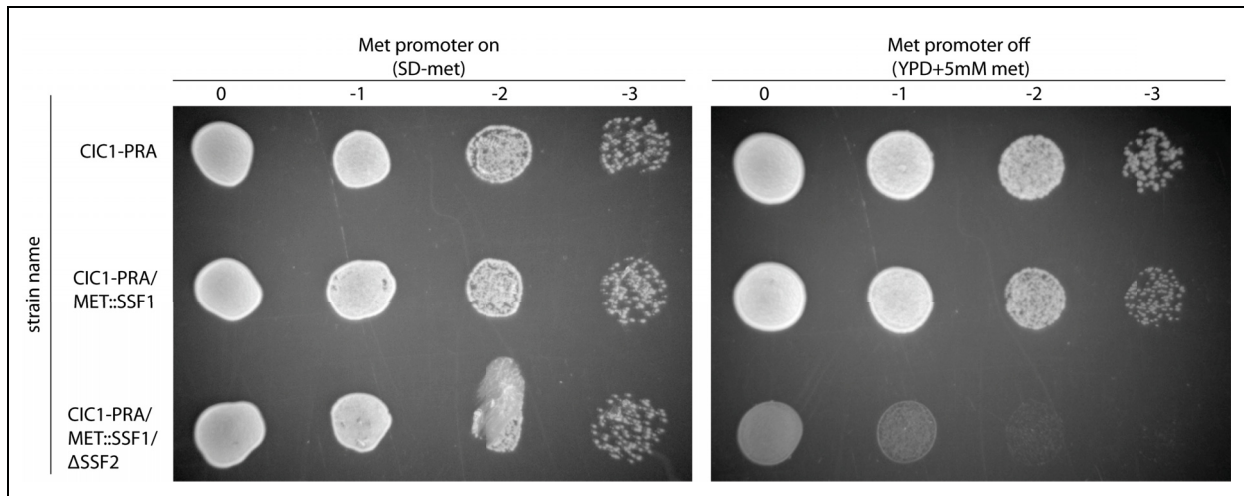 Met promoter on
(SD-met)
Met promoter off
(YPD+5mM met)
0 -1 -2 -3
0 -1 -2 -3
strain name
CIC1-PRA
CIC1-PRA/
MET::SSF1
CIC1-PRA/
MET::SSF1/
ΔSSF2